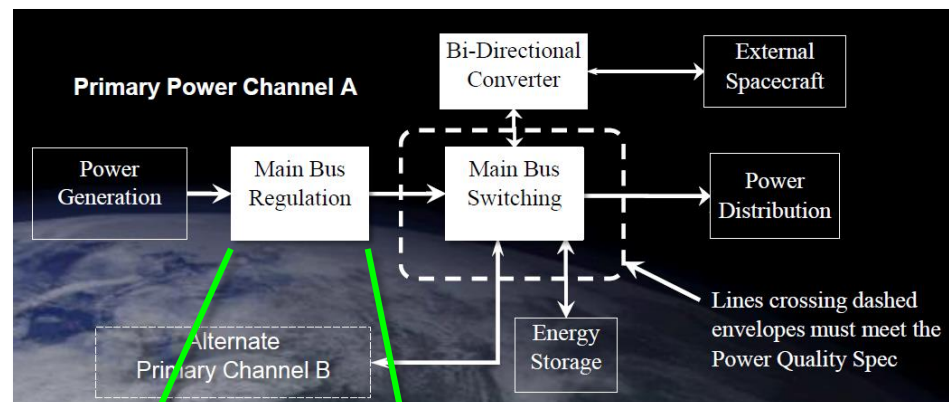 Primary Power Channel A
Bi-Directional
Converter
External
Spacecraft
Power
Generation
Main Bus
Regulation
Main Bus
Switching
Power
Distribution
Alternate
Primary Channel B
Energy
Storage
Lines crossing dashed
envelopes must meet the
Power Quality Spec